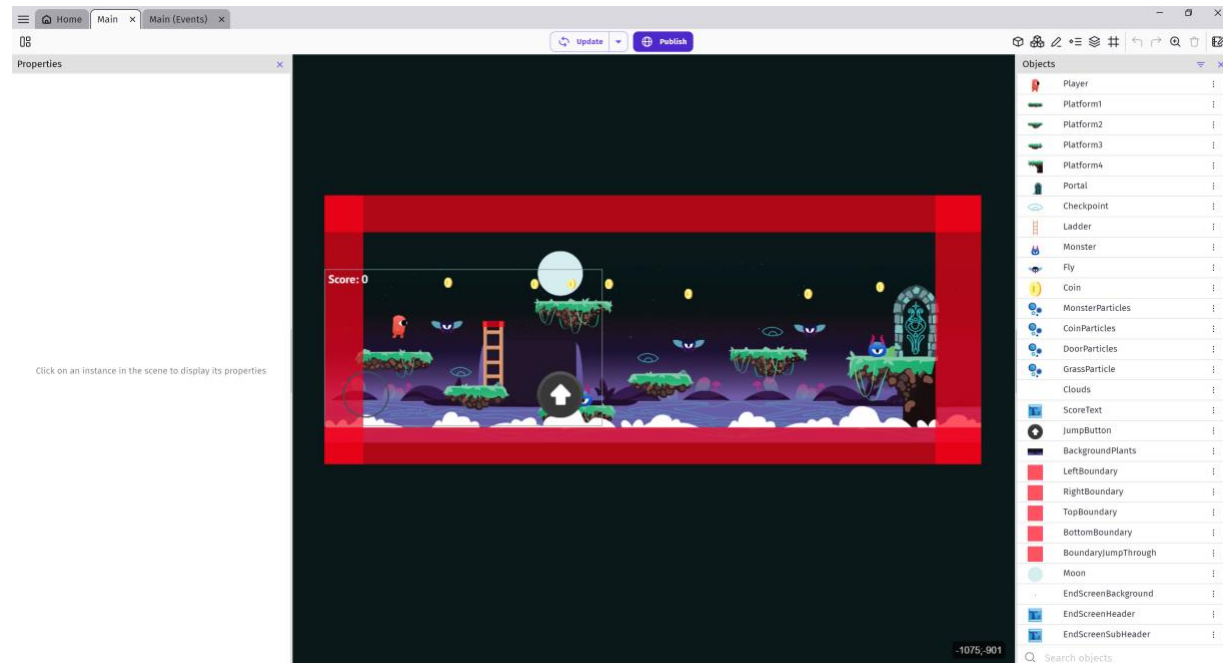 Home
Main
Main (Events)
Update
Publish
Properties
Click on an instance in the scene to display its properties
Score: 0
-1075;-901
Objects
Player
Platform1
Platform2
Platform3
Platform4
Portal
Checkpoint
Ladder
Monster
Fly
Coin
MonsterParticles
CoinParticles
DoorParticles
GrassParticle
Clouds
ScoreText
JumpButton
BackgroundPlants
LeftBoundary
RightBoundary
TopBoundary
BottomBoundary
BoundaryJumpThrough
Moon
EndScreenBackground
EndScreenHeader
EndScreenSubHeader
Search objects